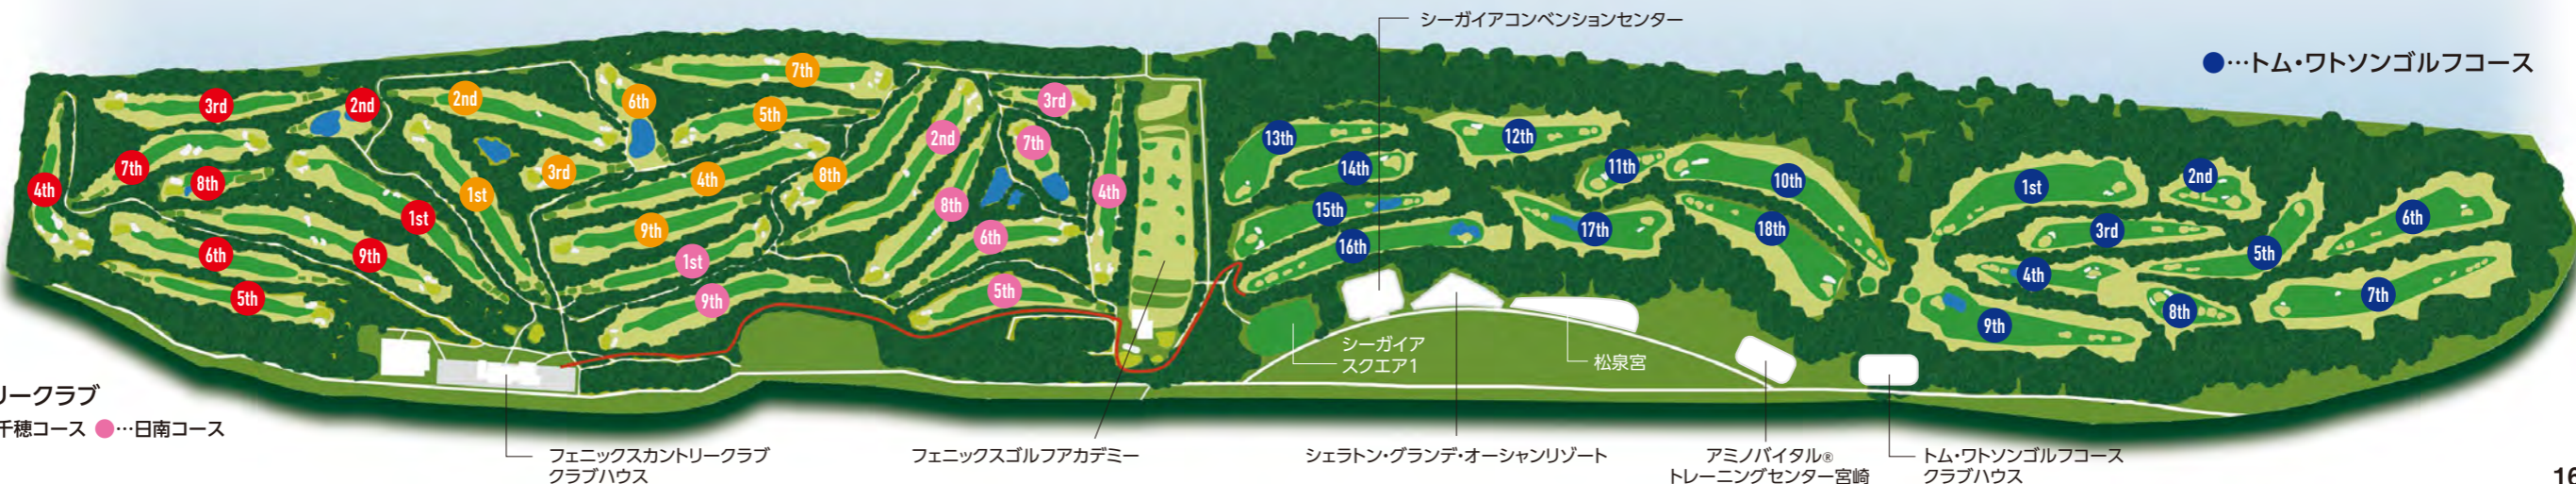 シーガイアコンベンションセンター
●…トム・ワトソンゴルフコース
3rd
2nd
7th
8th
4th
1st
6th
9th
5th
2nd
6th
7th
5th
3rd
1st
4th
8th
9th
2nd
3rd
7th
4th
8th
6th
1st
5th
9th
13th
12th
14th
11th
10th
15th
16th
17th
18th
1st
2nd
3rd
6th
5th
4th
7th
8th
9th
シーガイア
スクエア1
松泉宮
リークラブ
千穂コース ●…日南コース
フェニックスカントリークラブ
クラブハウス
フェニックスゴルフアカデミー
シェラトン・グランデ・オーシャンリゾート
アミノバイタル®
トレーニングセンター宮崎
トム・ワトソンゴルフコース
クラブハウス
16